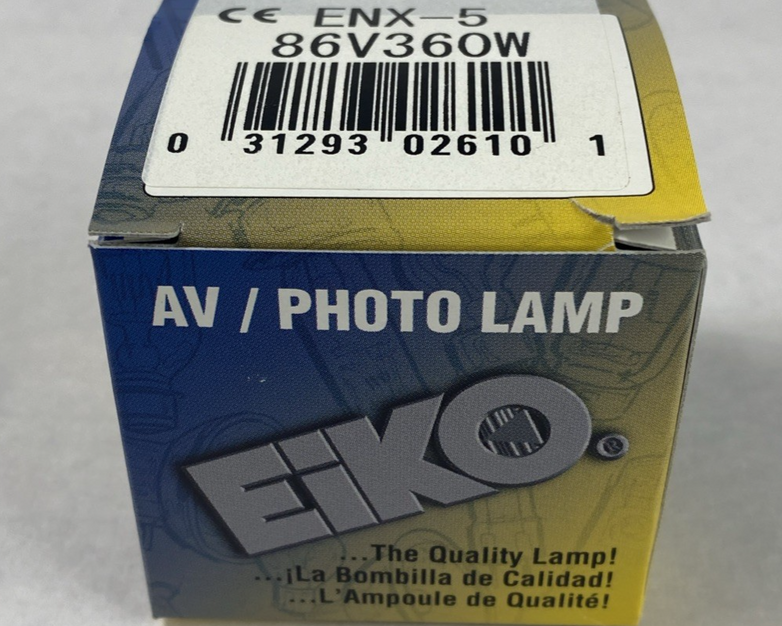 CE ENX-5
86V360W
0 31293 02610 1
AV / PHOTO LAMP
EiKO®
...The Quality Lamp!
...¡La Bombilla de Calidad!
...L'Ampoule de Qualité!